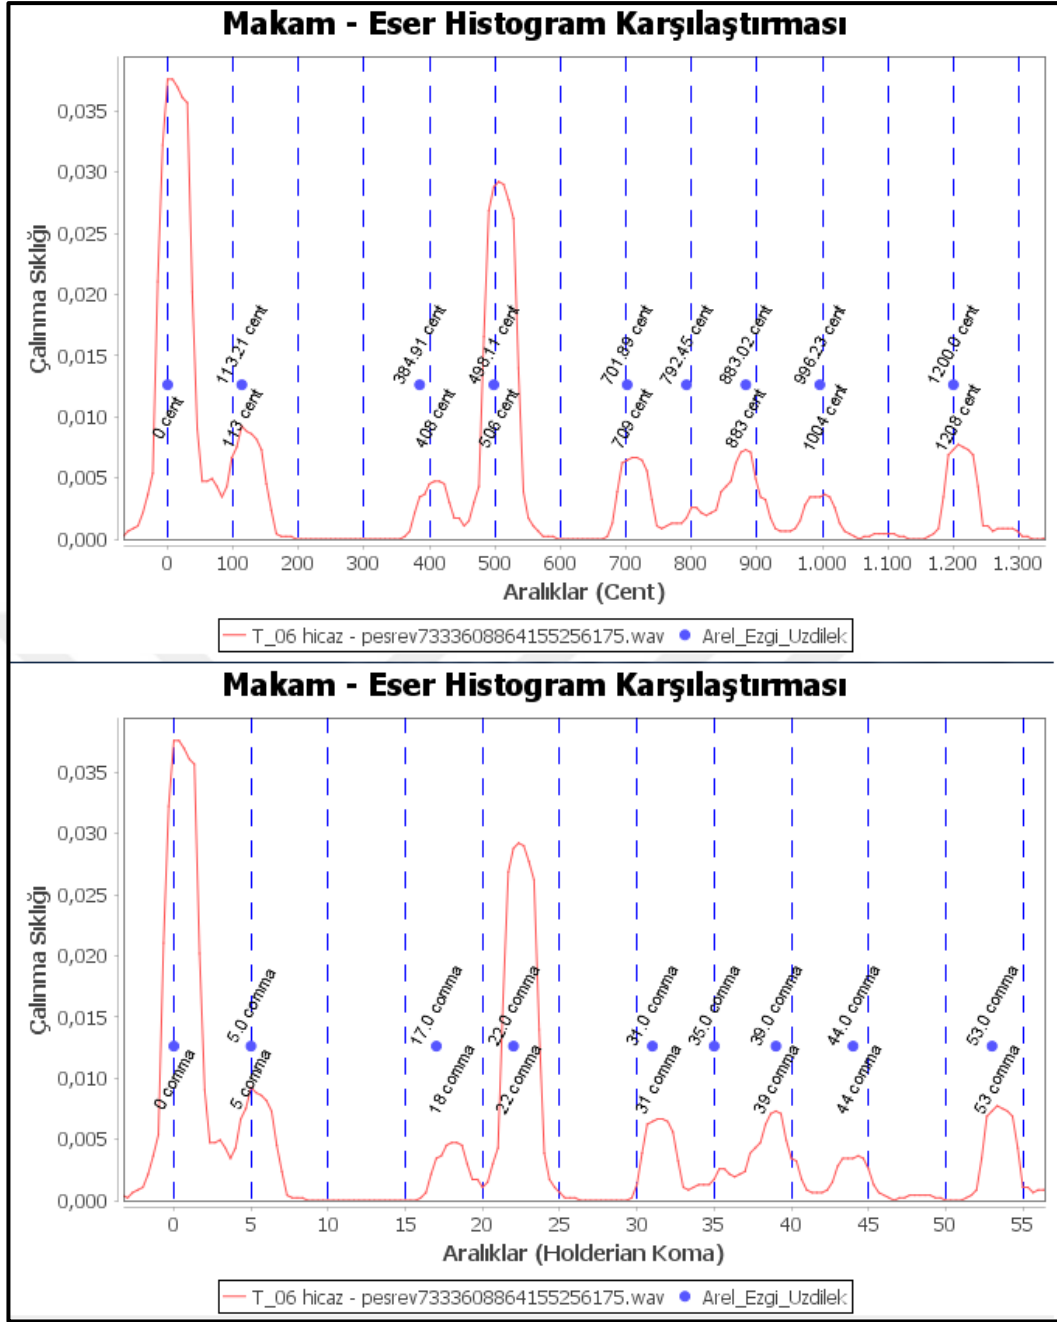 Makam - Eser Histogram Karşılaştırması
Çalınma Sıklığı
0,035
0,030
0,025
0,020
0,015
0,010
0,005
0,000
113.21 cent
384.91 cent
498.11 cent
701.89 cent
792.45 cent
883.02 cent
996.23 cent
1200.0 cent
0 cent
113 cent
408 cent
506 cent
709 cent
883 cent
1004 cent
1208 cent
0 100 200 300 400 500 600 700 800 900 1.000 1.100 1.200 1.300
Aralıklar (Cent)
T_06 hicaz - pesrev7333608864155256175.wav Arel_Ezgi_Uzdilek
Makam - Eser Histogram Karşılaştırması
Çalınma Sıklığı
0,035
0,030
0,025
0,020
0,015
0,010
0,005
0,000
5.0 comma
17.0 comma
22.0 comma
31.0 comma
35.0 comma
39.0 comma
44.0 comma
53.0 comma
0 comma
5 comma
18 comma
22 comma
31 comma
39 comma
44 comma
53 comma
0 5 10 15 20 25 30 35 40 45 50 55
Aralıklar (Holderian Koma)
T_06 hicaz - pesrev7333608864155256175.wav Arel_Ezgi_Uzdilek